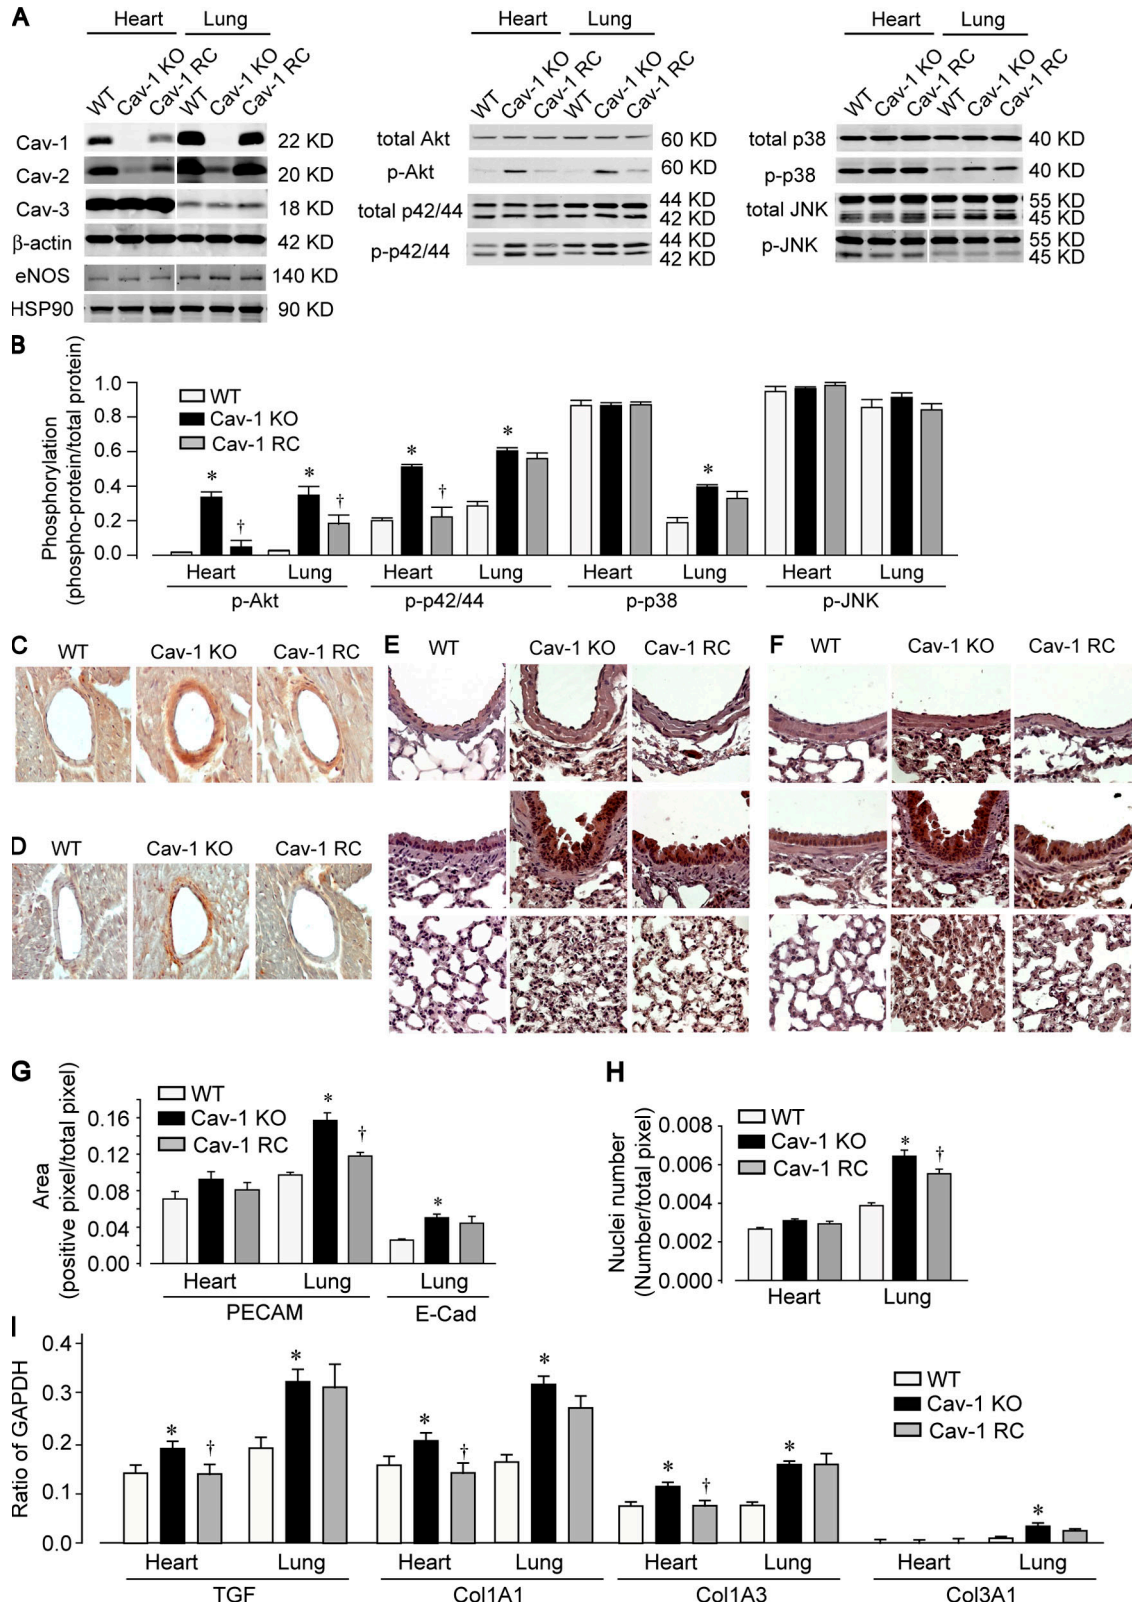 A
Heart Lung
WT Cav-1 KO Cav-1 RC WT Cav-1 KO Cav-1 RC
Cav-1 22 KD
Cav-2 20 KD
Cav-3 18 KD
β-actin 42 KD
eNOS 140 KD
HSP90 90 KD
Heart Lung
WT Cav-1 KO Cav-1 RC WT Cav-1 KO Cav-1 RC
total Akt 60 KD
p-Akt 60 KD
total p42/44 44 KD
42 KD
p-p42/44 44 KD
42 KD
Heart Lung
WT Cav-1 KO Cav-1 RC WT Cav-1 KO Cav-1 RC
total p38 40 KD
p-p38 40 KD
total JNK 55 KD
45 KD
p-JNK 55 KD
45 KD
B
Phosphorylation
(phospho-protein/total protein)
1.0
0.8
0.6
0.4
0.2
0.0
WT
Cav-1 KO
Cav-1 RC
* † * † * † * *
Heart Lung Heart Lung Heart Lung Heart Lung
p-Akt p-p42/44 p-p38 p-JNK
C
WT Cav-1 KO Cav-1 RC
D
WT Cav-1 KO Cav-1 RC
E
WT Cav-1 KO Cav-1 RC
F
WT Cav-1 KO Cav-1 RC
G
Area
(positive pixel/total pixel)
0.16
0.12
0.08
0.04
0.00
WT
Cav-1 KO
Cav-1 RC
* † *
Heart Lung Lung
PECAM E-Cad
H
Nuclei number
(Number/total pixel)
0.008
0.006
0.004
0.002
0.000
WT
Cav-1 KO
Cav-1 RC
* †
Heart Lung
I
Ratio of GAPDH
0.4
0.3
0.2
0.1
0.0
WT
Cav-1 KO
Cav-1 RC
* † * * † * * † * *
Heart Lung Heart Lung Heart Lung Heart Lung
TGF Col1A1 Col1A3 Col3A1